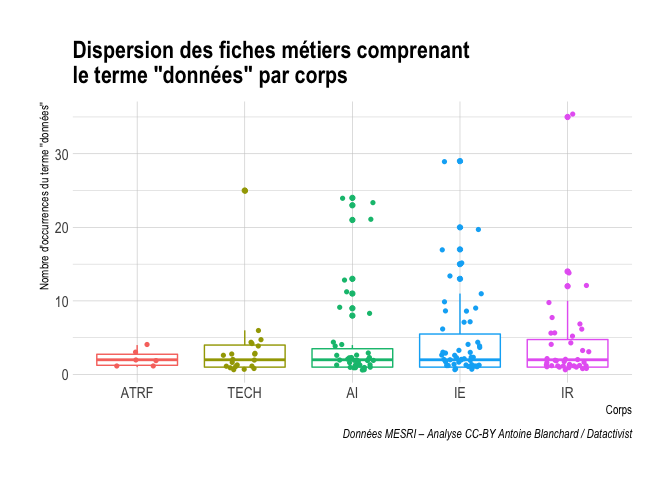 Dispersion des fiches métiers comprenant
le terme "données" par corps
Nombre d'occurrences du terme "données"
30
20
10
0
ATRF TECH AI IE IR
Corps
Données MESRI – Analyse CC-BY Antoine Blanchard / Datactivist